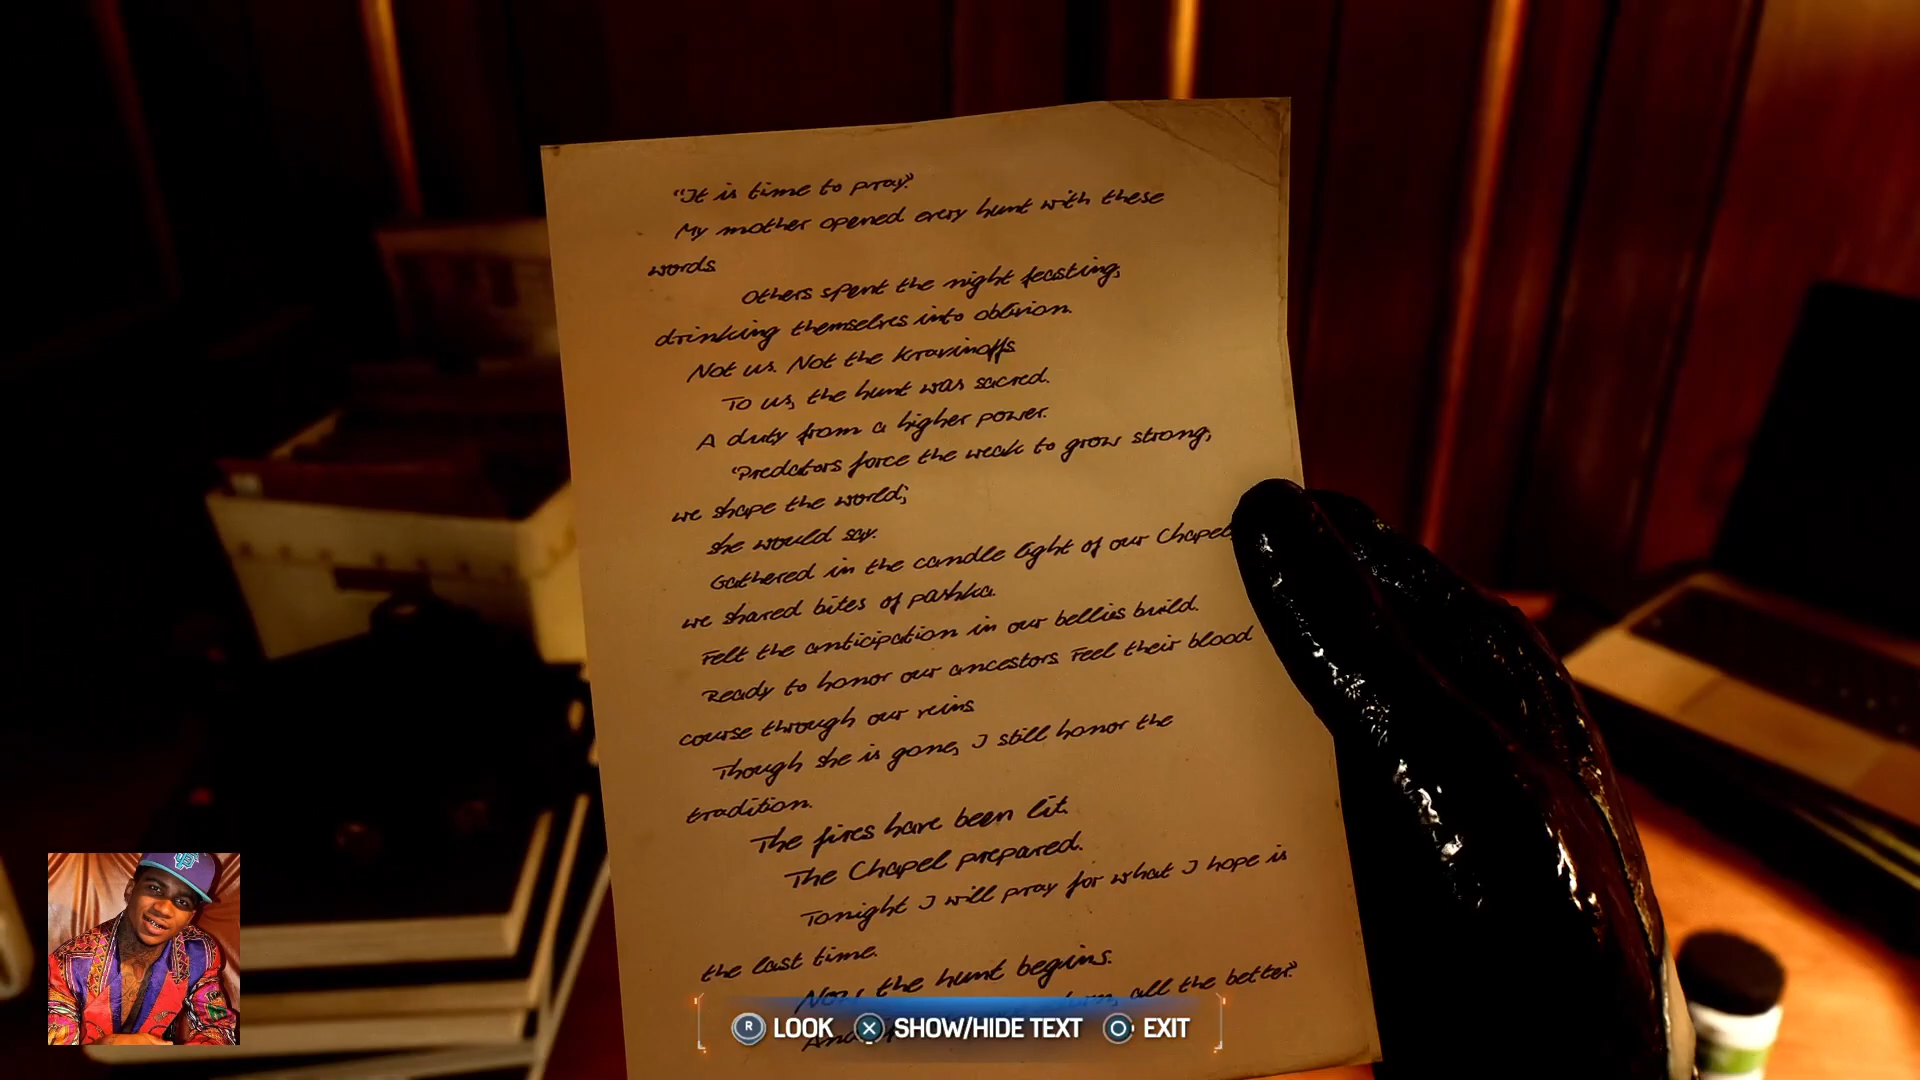 "It is time to pray."
My mother opened every hunt with these
words.
Others spent the night feasting,
drinking themselves into oblivion.
Not us. Not the Kravinoffs.
To us, the hunt was sacred.
A duty from a higher power.
"Predators force the weak to grow strong,
we shape the world,"
she would say.
Gathered in the candle light of our Chapel
we shared bites of pashka.
Felt the anticipation in our bellies build.
Ready to honor our ancestors. Feel their blood
course through our veins.
Though she is gone, I still honor the
tradition.
The fires have been lit.
The Chapel prepared.
Tonight I will pray for what I hope is
the last time.
Now the hunt begins.
all the better."
LOOK SHOW/HIDE TEXT EXIT